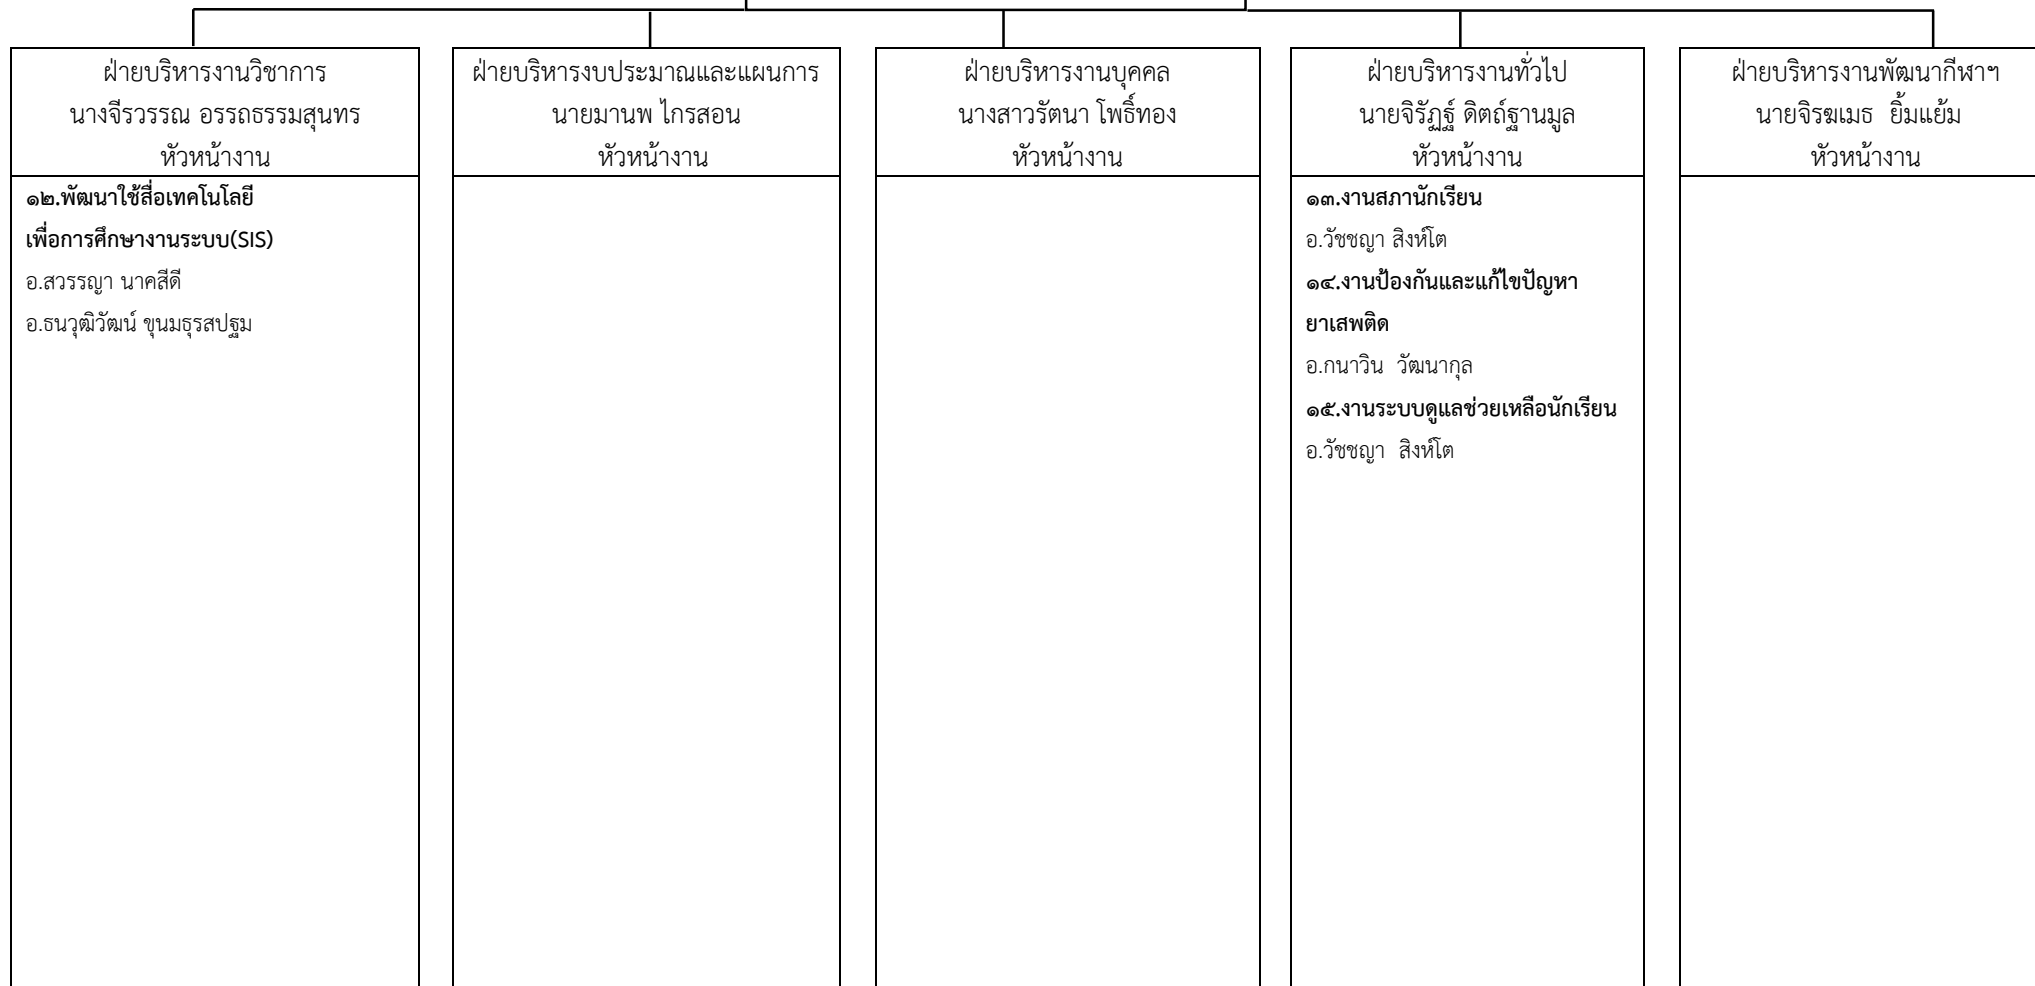 ฝ่ายบริหารงานวิชาการ
นางจีรวรรณ อรรถธรรมสุนทร
หัวหน้างาน
๑๒.พัฒนาใช้สื่อเทคโนโลยี
เพื่อการศึกษางานระบบ(SIS)
อ.สวรรญา นาคสีดี
อ.ธนวุฒิวัฒน์ ขุนมธุรสปฐม
ฝ่ายบริหารงบประมาณและแผนการ
นายมานพ ไกรสอน
หัวหน้างาน
ฝ่ายบริหารงานบุคคล
นางสาวรัตนา โพธิ์ทอง
หัวหน้างาน
ฝ่ายบริหารงานทั่วไป
นายจิรัฏฐ์ ดิตถ์ฐานมูล
หัวหน้างาน
๑๓.งานสภานักเรียน
อ.วัชชญา สิงห์โต
๑๔.งานป้องกันและแก้ไขปัญหา
ยาเสพติด
อ.กนาวิน วัฒนากุล
๑๕.งานระบบดูแลช่วยเหลือนักเรียน
อ.วัชชญา สิงห์โต
ฝ่ายบริหารงานพัฒนากีฬาฯ
นายจิรฆเมธ ยิ้มแย้ม
หัวหน้างาน